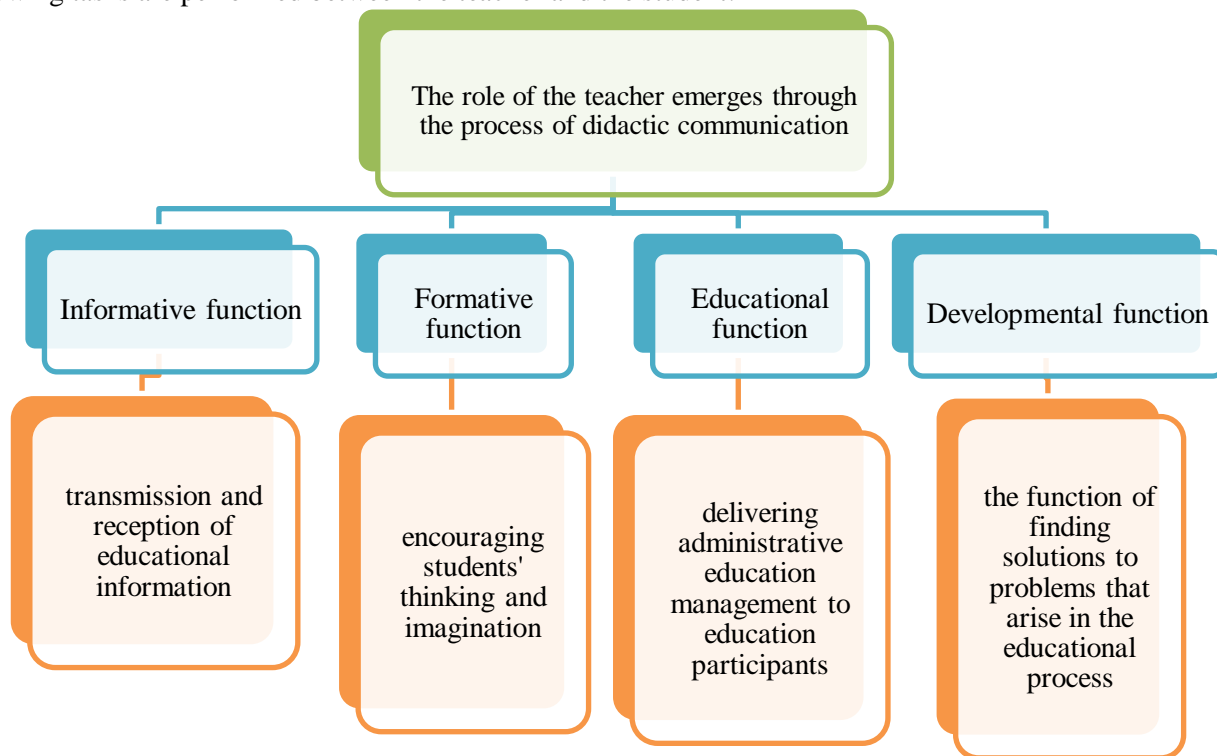 The role of the teacher emerges through
the process of didactic communication
Informative function
Formative
function
Educational
function
Developmental function
transmission and
reception of
educational
information
encouraging
students'
thinking and
imagination
delivering
administrative
education
management to
education
participants
the function of
finding
solutions to
problems that
arise in the
educational
process